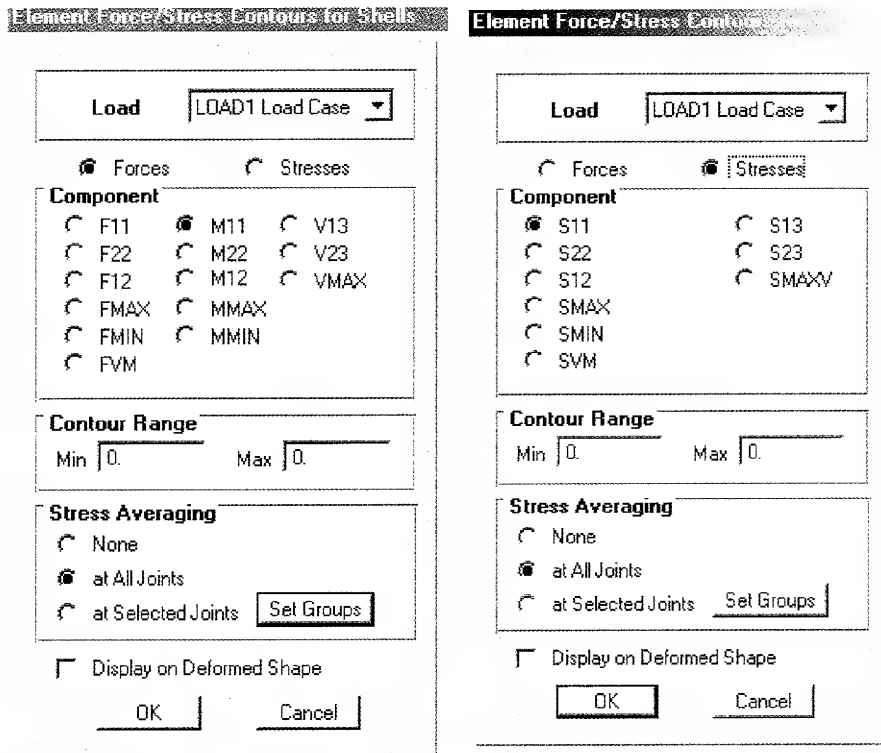 Element Force/Stress Contours for Shells
Load LOAD1 Load Case
Forces Stresses
Component
F11 M11 V13
F22 M22 V23
F12 M12 VMAX
FMAX MMAX
FMIN MMIN
FVM
Contour Range
Min 0. Max 0.
Stress Averaging
None
at All Joints
at Selected Joints Set Groups
Display on Deformed Shape
OK Cancel
Element Force/Stress Contours
Load LOAD1 Load Case
Forces Stresses
Component
S11 S13
S22 S23
S12 SMAXV
SMAX
SMIN
SVM
Contour Range
Min 0. Max 0.
Stress Averaging
None
at All Joints
at Selected Joints Set Groups
Display on Deformed Shape
OK Cancel